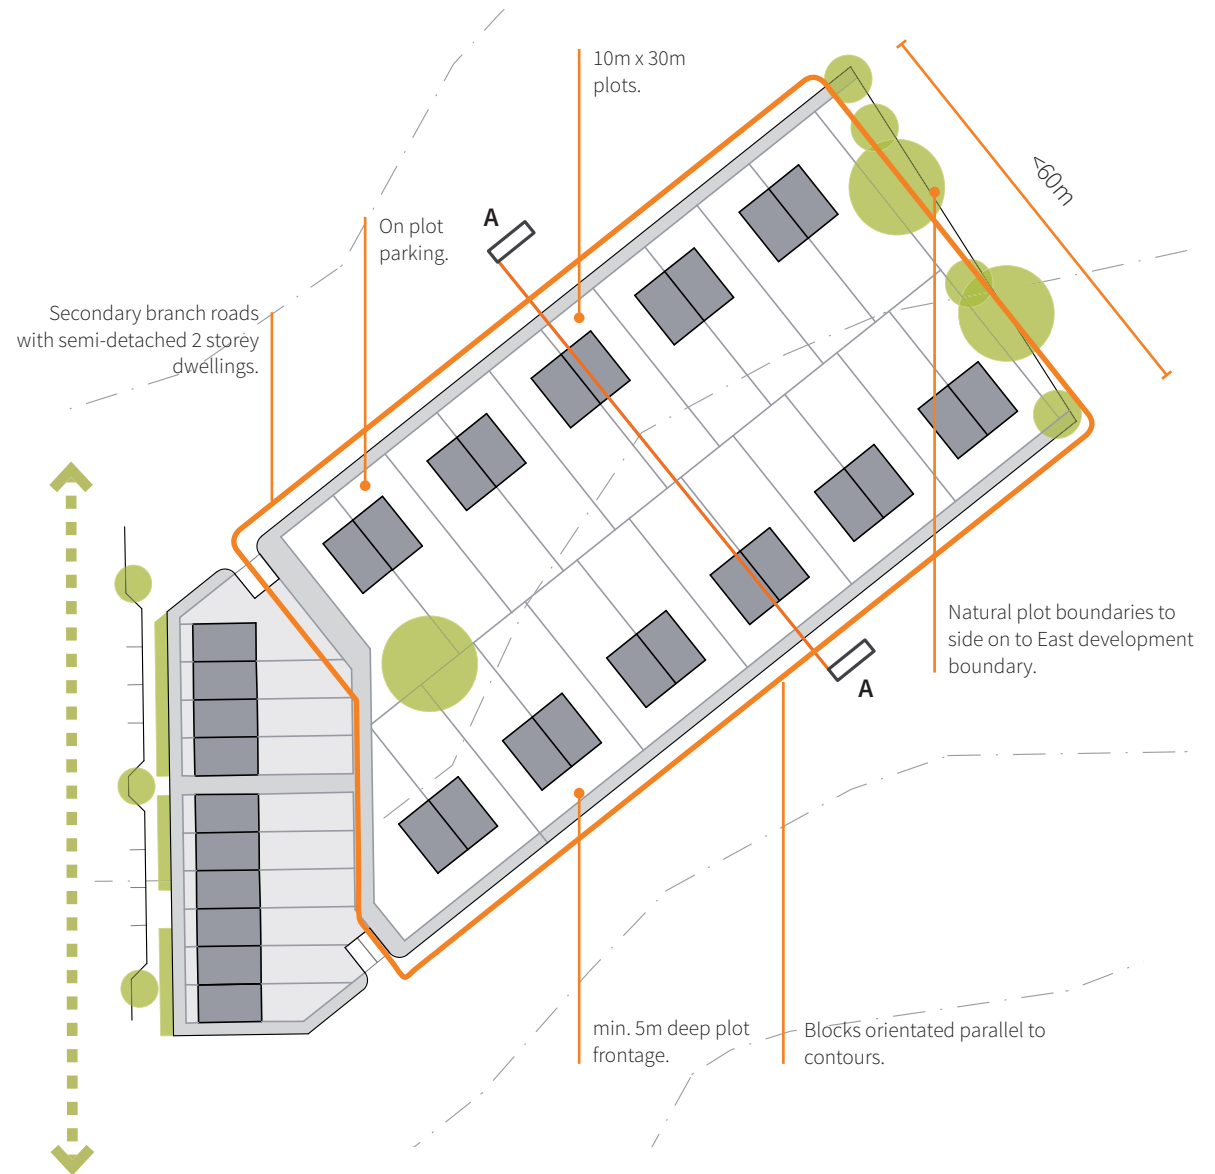 10m x 30m
plots.
<60m
A
On plot
parking.
Secondary branch roads
with semi-detached 2 storey
dwellings.
Natural plot boundaries to
side on to East development
boundary.
A
min. 5m deep plot
frontage.
Blocks orientated parallel to
contours.